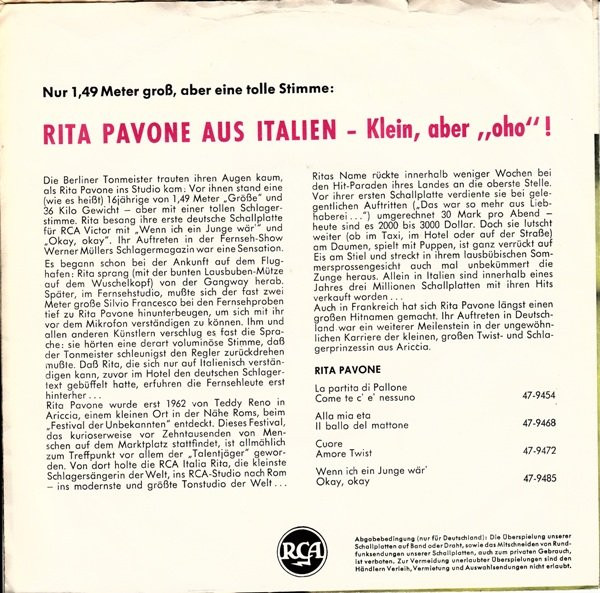 Nur 1,49 Meter groß, aber eine tolle Stimme:
RITA PAVONE AUS ITALIEN – Klein, aber „oho“!
Die Berliner Tonmeister trauten ihren Augen kaum,
als Rita Pavone ins Studio kam: Vor ihnen stand eine
(wie es heißt) 16jährige von 1,49 Meter „Größe“ und
36 Kilo Gewicht – aber mit einer tollen Schlager-
stimme. Rita besang ihre erste deutsche Schallplatte
für RCA Victor mit „Wenn ich ein Junge wär'“ und
„Okay, okay“. Ihr Auftreten in der Fernseh-Show
Werner Müllers Schlagermagazin war eine Sensation.
Es begann schon bei der Ankunft auf dem Flug-
hafen: Rita sprang (mit der bunten Lausbuben-Mütze
auf dem Wuschelkopf) von der Gangway herab.
Später, im Fernsehstudio, mußte sich der fast zwei
Meter große Silvio Francesco bei den Fernsehproben
tief zu Rita Pavone hinunterbeugen, um sich mit ihr
vor dem Mikrofon verständigen zu können. Ihm und
allen anderen Künstlern verschlug es fast die Spra-
che: sie hörten eine derart voluminöse Stimme, daß
der Tonmeister schleunigst den Regler zurückdrehen
mußte. Daß Rita, die sich nur auf Italienisch verstän-
digen kann, zuvor im Hotel den deutschen Schlager-
text gebüffelt hatte, erfuhren die Fernsehleute erst
hinterher ...
Rita Pavone wurde erst 1962 von Teddy Reno in
Ariccia, einem kleinen Ort in der Nähe Roms, beim
„Festival der Unbekannten“ entdeckt. Dieses Festival,
das kurioserweise vor Zehntausenden von Men-
schen auf dem Marktplatz stattfindet, ist allmählich
zum Treffpunkt vor allem der „Talentjäger“ gewor-
den. Von dort holte die RCA Italia Rita, die kleinste
Schlagersängerin der Welt, ins RCA-Studio nach Rom
– ins modernste und größte Tonstudio der Welt ...
Ritas Name rückte innerhalb weniger Wochen bei
den Hit-Paraden ihres Landes an die oberste Stelle.
Vor ihrer ersten Schallplatte verdiente sie bei gele-
gentlichen Auftritten („Das war so mehr aus Lieb-
haberei ...“) umgerechnet 30 Mark pro Abend –
heute sind es 2000 bis 3000 Dollar. Doch sie lutscht
weiter (ob im Taxi, im Hotel oder auf der Straße)
am Daumen, spielt mit Puppen, ist ganz verrückt auf
Eis am Stiel und streckt in ihrem lausbübischen Som-
mersprossengesicht auch mal unbekümmert die
Zunge heraus. Allein in Italien sind innerhalb eines
Jahres drei Millionen Schallplatten mit ihren Hits
verkauft worden ...
Auch in Frankreich hat sich Rita Pavone längst einen
großen Hitnamen gemacht. Ihr Auftreten in Deutsch-
land war ein weiterer Meilenstein in der ungewöhn-
lichen Karriere der kleinen, großen Twist- und Schla-
gerprinzessin aus Ariccia.
RITA PAVONE
La partita di Pallone
Come te c' e' nessuno 47-9454
Alla mia eta
Il ballo del mattone 47-9468
Cuore
Amore Twist 47-9472
Wenn ich ein Junge wär'
Okay, okay 47-9485
RCA
Abgabebedingung (nur für Deutschland): Die Überspielung unserer
Schallplatten auf Band oder Draht, sowie das Mitschneiden von Rund-
funksendungen unserer Schallplatten, auch zum privaten Gebrauch,
ist verboten. Zur Vermeidung unerlaubter Überspielungen sind den
Händlern Verleih, Vermietung und Auswahlsendungen nicht erlaubt.